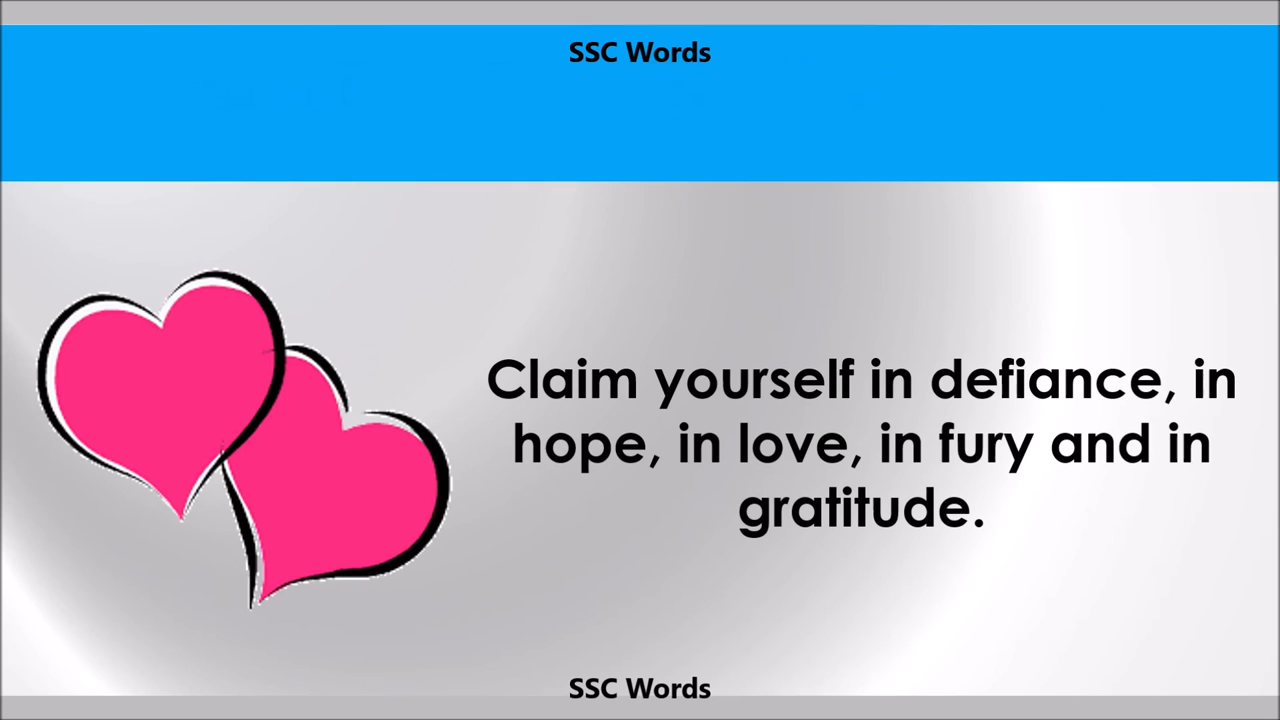 SSC Words
Claim yourself in defiance, in
hope, in love, in fury and in
gratitude.
SSC Words